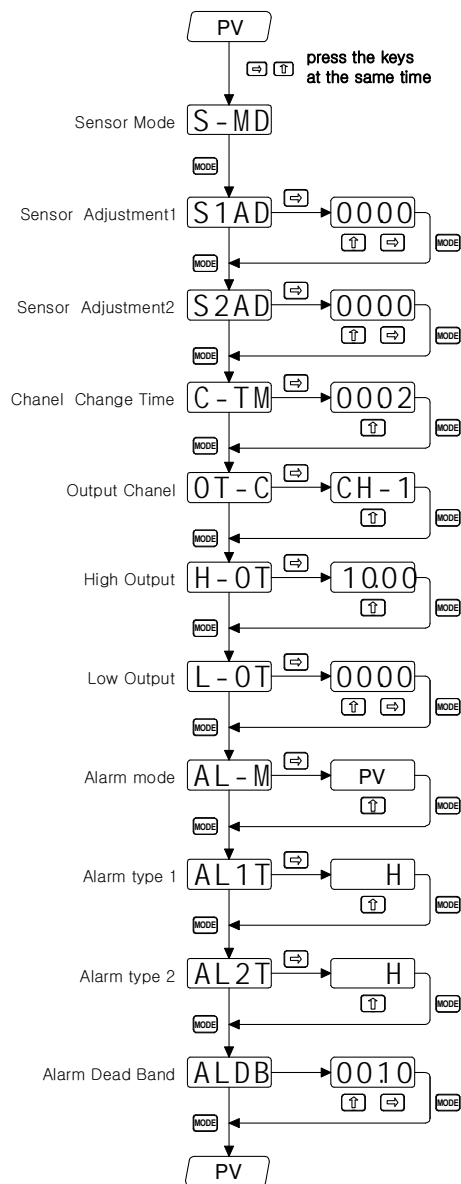 PV
press the keys
at the same time
Sensor Mode S-MD
MODE
Sensor Adjustment1 S1AD 0000
MODE
MODE
Sensor Adjustment2 S2AD 0000
MODE
MODE
Chanel Change Time C-TM 0002
MODE
MODE
Output Chanel OT-C CH-1
MODE
MODE
High Output H-OT 10.00
MODE
MODE
Low Output L-OT 0000
MODE
MODE
Alarm mode AL-M PV
MODE
MODE
Alarm type 1 AL1T H
MODE
MODE
Alarm type 2 AL2T H
MODE
MODE
Alarm Dead Band ALDB 00.10
MODE
MODE
PV